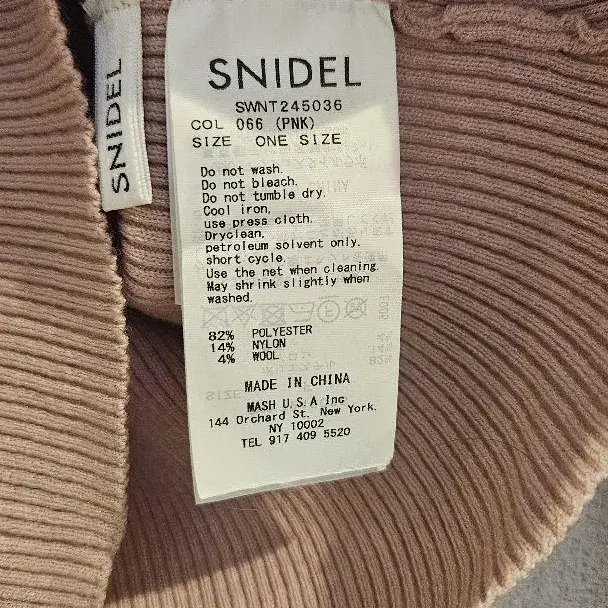 SNIDEL
SNIDEL
SWNT245036
COL 066 (PNK)
SIZE ONE SIZE
Do not wash.
Do not bleach.
Do not tumble dry.
Cool iron,
use press cloth.
Dryclean,
petroleum solvent only.
short cycle.
Use the net when cleaning.
May shrink slightly when
washed.
82% POLYESTER
14% NYLON
4% WOOL
MADE IN CHINA
MASH U.S.A Inc
144 Orchard St. New York.
NY 10002
TEL 917 409 5520